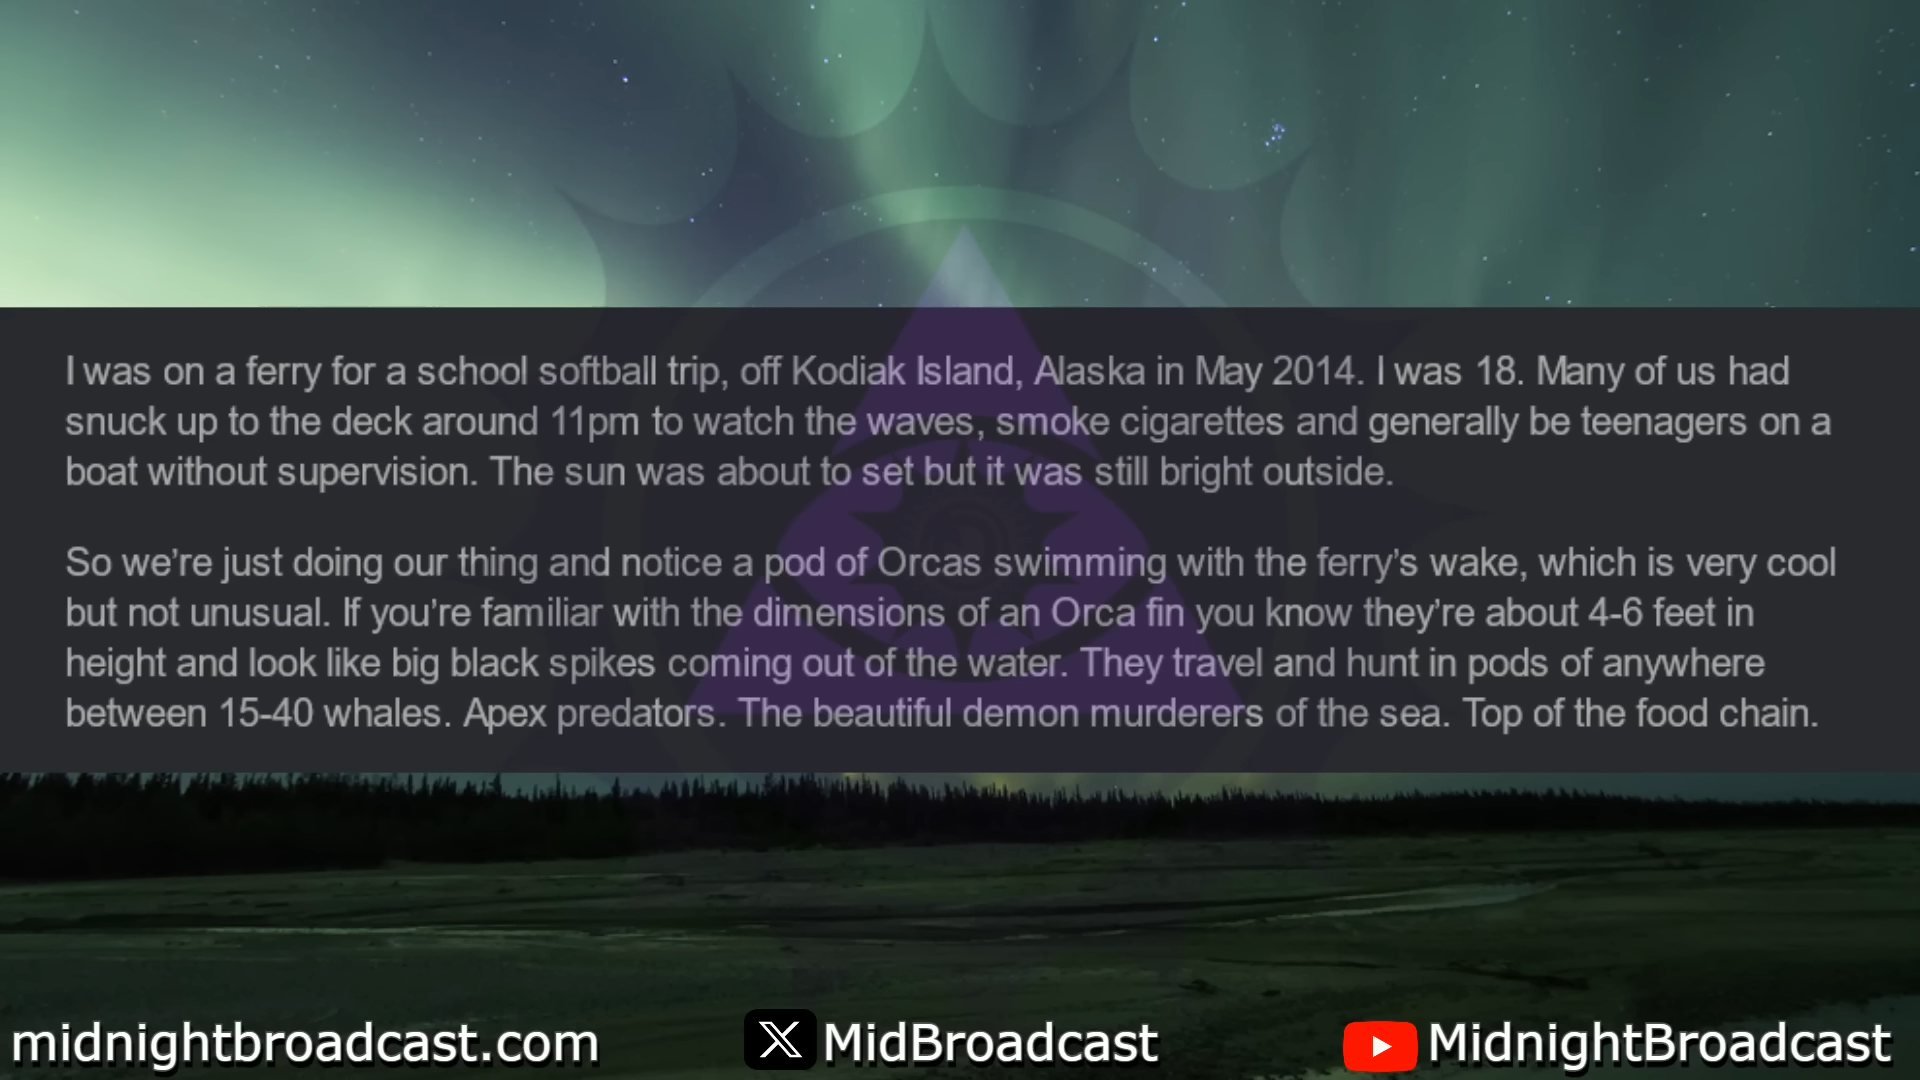 I was on a ferry for a school softball trip, off Kodiak Island, Alaska in May 2014. I was 18. Many of us had
snuck up to the deck around 11pm to watch the waves, smoke cigarettes and generally be teenagers on a
boat without supervision. The sun was about to set but it was still bright outside.
So we’re just doing our thing and notice a pod of Orcas swimming with the ferry’s wake, which is very cool
but not unusual. If you’re familiar with the dimensions of an Orca fin you know they’re about 4-6 feet in
height and look like big black spikes coming out of the water. They travel and hunt in pods of anywhere
between 15-40 whales. Apex predators. The beautiful demon murderers of the sea. Top of the food chain.
midnightbroadcast.com
MidBroadcast
MidnightBroadcast